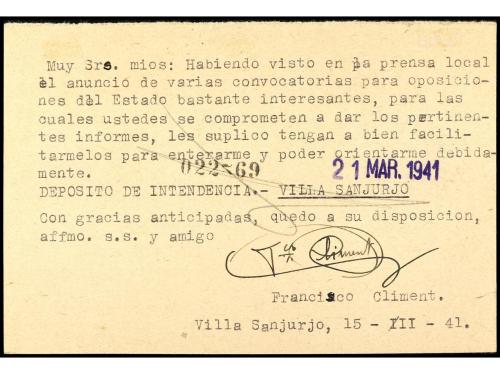 Muy Srs. mios: Habiendo visto en la prensa local
el anunció de varias convocatorias para oposicio-
nes del Estado bastante interesantes, para las
cuales ustedes se comprometen a dar los pertinen-
tes informes, les suplico tengan a bien facili-
tarmelos para enterarme y poder orientarme debida-
mente.
022*69
21 MAR. 1941
DEPOSITO DE INTENDENCIA.- VILLA SANJURJO
Con gracias anticipadas, quedo a su disposicion,
affmo. s.s. y amigo
Climent
Francisco Climent.
Villa Sanjurjo, 15 - III - 41.